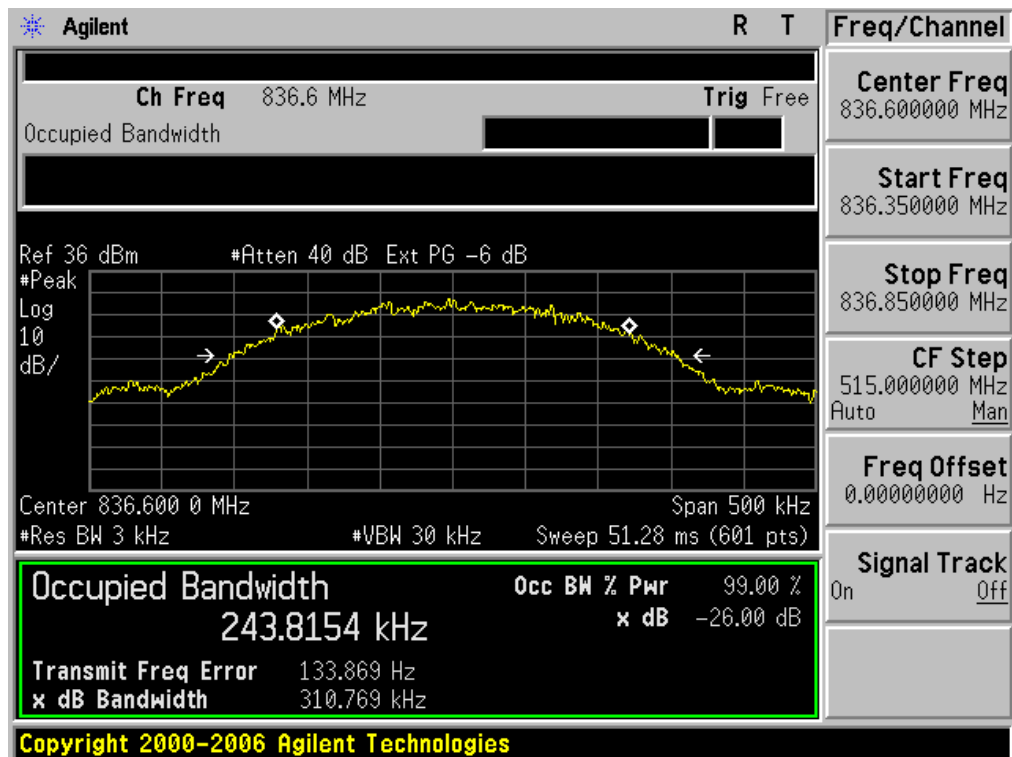 Agilent R T
Ch Freq 836.6 MHz Trig Free
Occupied Bandwidth
Ref 36 dBm #Atten 40 dB Ext PG -6 dB
#Peak
Log
10
dB/
Center 836.600 0 MHz Span 500 kHz
#Res BW 3 kHz #VBW 30 kHz Sweep 51.28 ms (601 pts)
Occupied Bandwidth Occ BW % Pwr 99.00 %
243.8154 kHz x dB -26.00 dB
Transmit Freq Error 133.869 Hz
x dB Bandwidth 310.769 kHz
Copyright 2000-2006 Agilent Technologies
Freq/Channel
Center Freq
836.600000 MHz
Start Freq
836.350000 MHz
Stop Freq
836.850000 MHz
CF Step
515.000000 MHz
Auto Man
Freq Offset
0.00000000 Hz
Signal Track
On Off